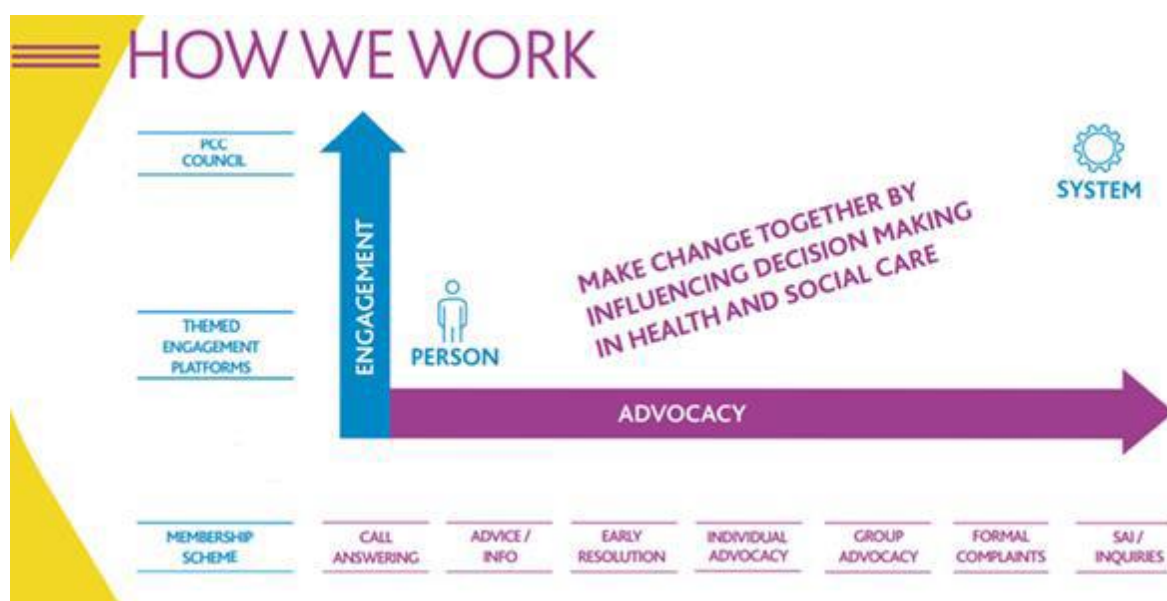 HOW WE WORK
PCC
COUNCIL
SYSTEM
MAKE CHANGE TOGETHER BY
INFLUENCING DECISION MAKING
IN HEALTH AND SOCIAL CARE
ENGAGEMENT
THEMED
ENGAGEMENT
PLATFORMS
PERSON
ADVOCACY
MEMBERSHIP
SCHEME
CALL
ANSWERING
ADVICE /
INFO
EARLY
RESOLUTION
INDIVIDUAL
ADVOCACY
GROUP
ADVOCACY
FORMAL
COMPLAINTS
SAI /
INQUIRIES